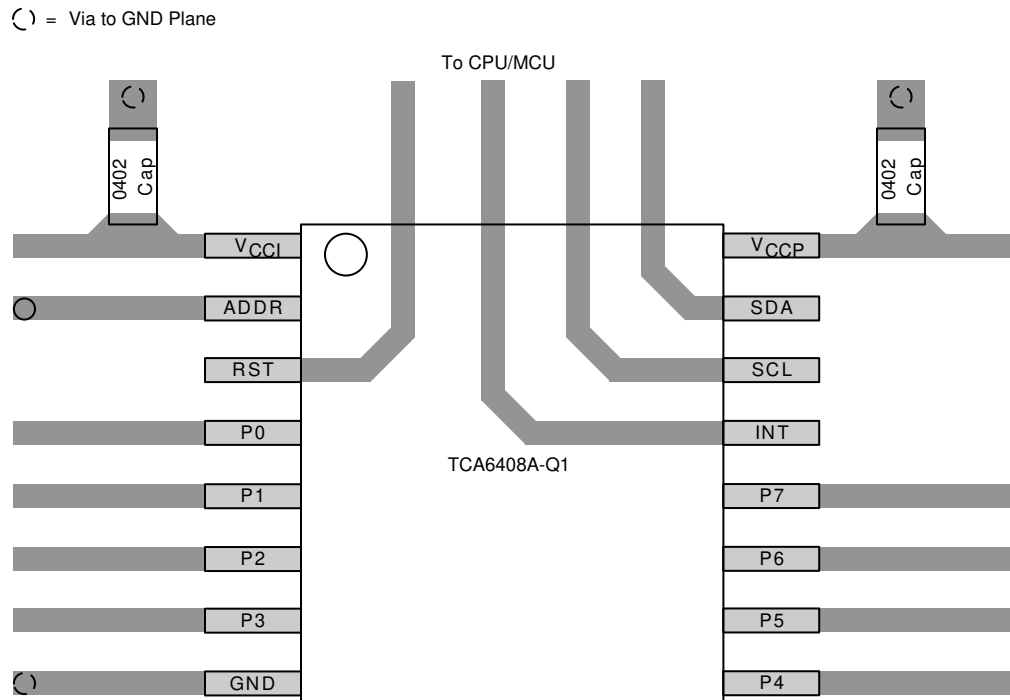 = Via to GND Plane
To CPU/MCU
0402
Cap
0402
Cap
VCCI
VCCP
ADDR
SDA
RST
SCL
P0
INT
TCA6408A-Q1
P1
P7
P2
P6
P3
P5
GND
P4